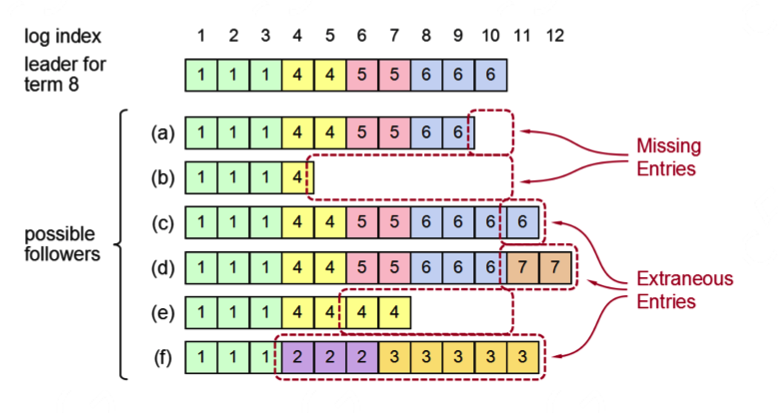 log index 1 2 3 4 5 6 7 8 9 10 11 12
leader for
term 8
1 1 1 4 4 5 5 6 6 6
possible
followers
(a) 1 1 1 4 4 5 5 6 6
(b) 1 1 1 4
(c) 1 1 1 4 4 5 5 6 6 6 6
(d) 1 1 1 4 4 5 5 6 6 6 7 7
(e) 1 1 1 4 4 4 4
(f) 1 1 1 2 2 2 3 3 3 3 3
Missing
Entries
Extraneous
Entries